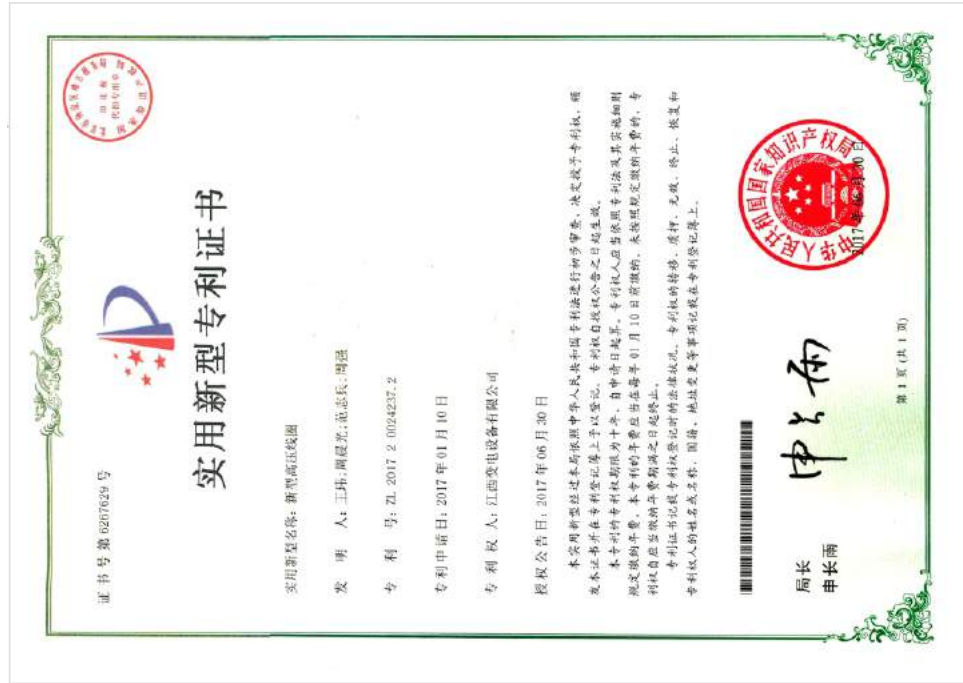 证书号第6267629号
实用新型专利证书
实用新型名称：新型高压线圈
发 明 人：王玮;周晨光;范志兵;周强
专 利 号：ZL 2017 2 0024237.2
专利申请日：2017年01月10日
专 利 权 人：江西变电设备有限公司
授权公告日：2017年06月30日
本实用新型经过本局依照中华人民共和国专利法进行初步审查，决定授予专利权，颁
发本证书并在专利登记簿上予以登记。专利权自授权公告之日起生效。
本专利的专利权期限为十年，自申请日起算。专利权人应当依照专利法及其实施细则
规定缴纳年费。本专利的年费应当在每年01月10日前缴纳。未按照规定缴纳年费的，专
利权自应当缴纳年费期满之日起终止。
专利证书记载专利权登记时的法律状况。专利权的转移、质押、无效、终止、恢复和
专利权人的姓名或名称、国籍、地址变更等事项记载在专利登记簿上。
局长
申长雨
申长雨
中华人民共和国国家知识产权局
2017年06月30日
第 1 页 (共 1 页)